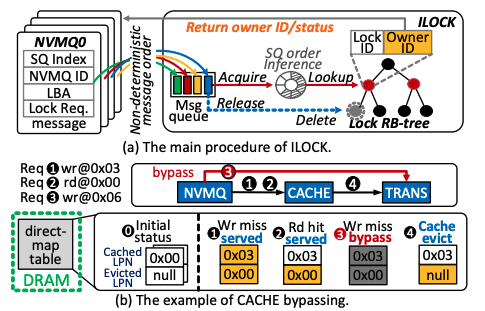 NVMQ0
SQ Index
NVMQ ID
LBA
Lock Req.
message
Non-deterministic
message order
Return owner ID/status
ILOCK
Lock
ID
Owner
ID
SQ order
Inference
Acquire
Lookup
Msg
queue
Release
Delete
Lock RB-tree
(a) The main procedure of ILOCK.
Req ❶ wr@0x03
Req ❷ rd@0x00
Req ❸ wr@0x06
bypass
❸
NVMQ
❶ ❷
CACHE
❹
TRANS
direct-
map
table
DRAM
⓿ Initial
status
Cached
LPN
0x00
Evicted
LPN
null
❶ Wr miss
served
0x03
0x00
❷ Rd hit
served
0x03
0x00
❸ Wr miss
bypass
0x03
0x00
❹ Cache
evict
0x03
null
(b) The example of CACHE bypassing.